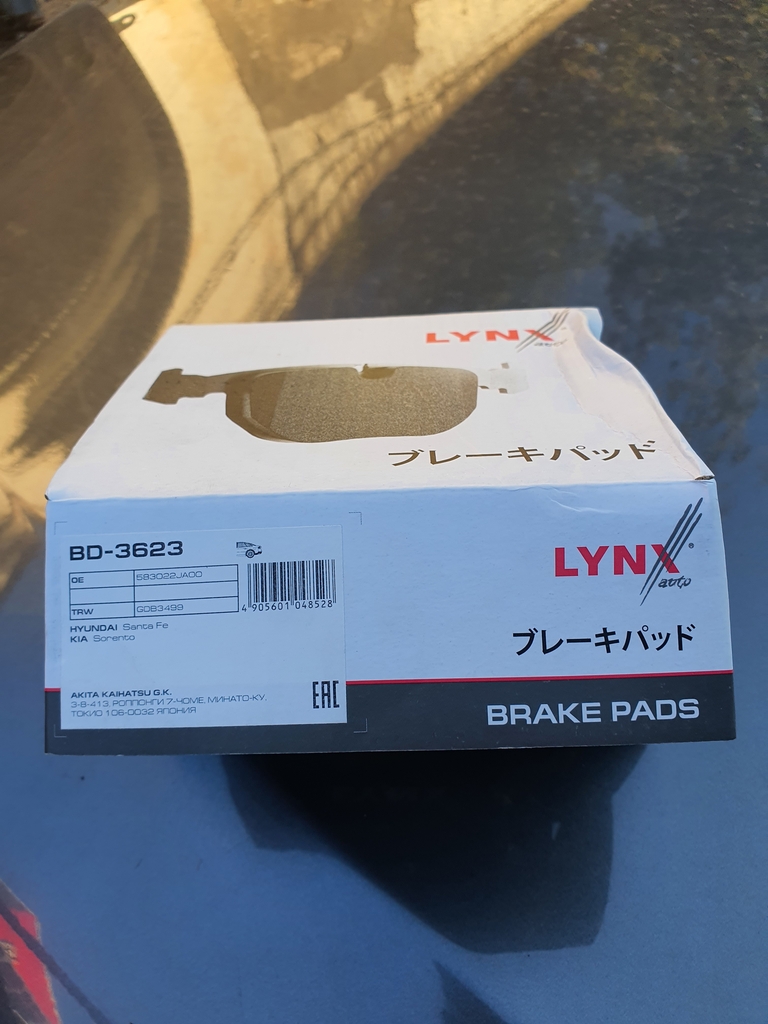 LYNX
auto
ブレーキパッド
BD-3623
OE 583022JA00
TRW GDB3499
4 905601 048528
HYUNDAI Santa Fe
KIA Sorento
AKITA KAIHATSU G.K.
3-8-413, РОППОНГИ 7-ЧОМЕ, МИНАТО-КУ,
ТОКИО 106-0032 ЯПОНИЯ
EAC
LYNX®
auto
ブレーキパッド
BRAKE PADS